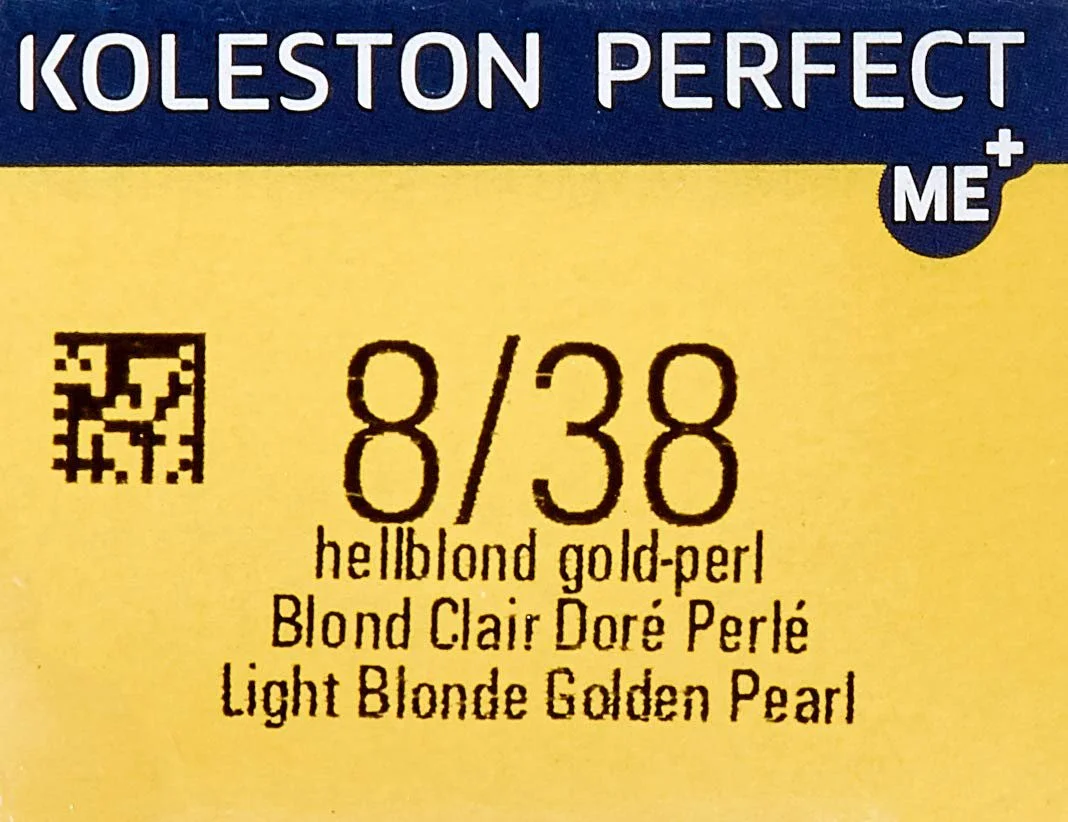 KOLESTON PERFECT
ME+
8/38
hellblond gold-perl
Blond Clair Doré Perlé
Light Blonde Golden Pearl